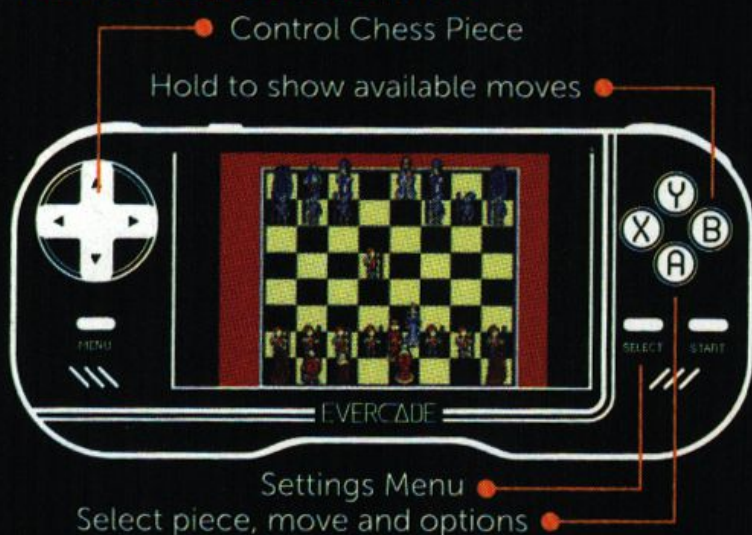 Control Chess Piece
Hold to show available moves
Y
X B
A
MENU
SELECT START
EVERCADE
Settings Menu
Select piece, move and options